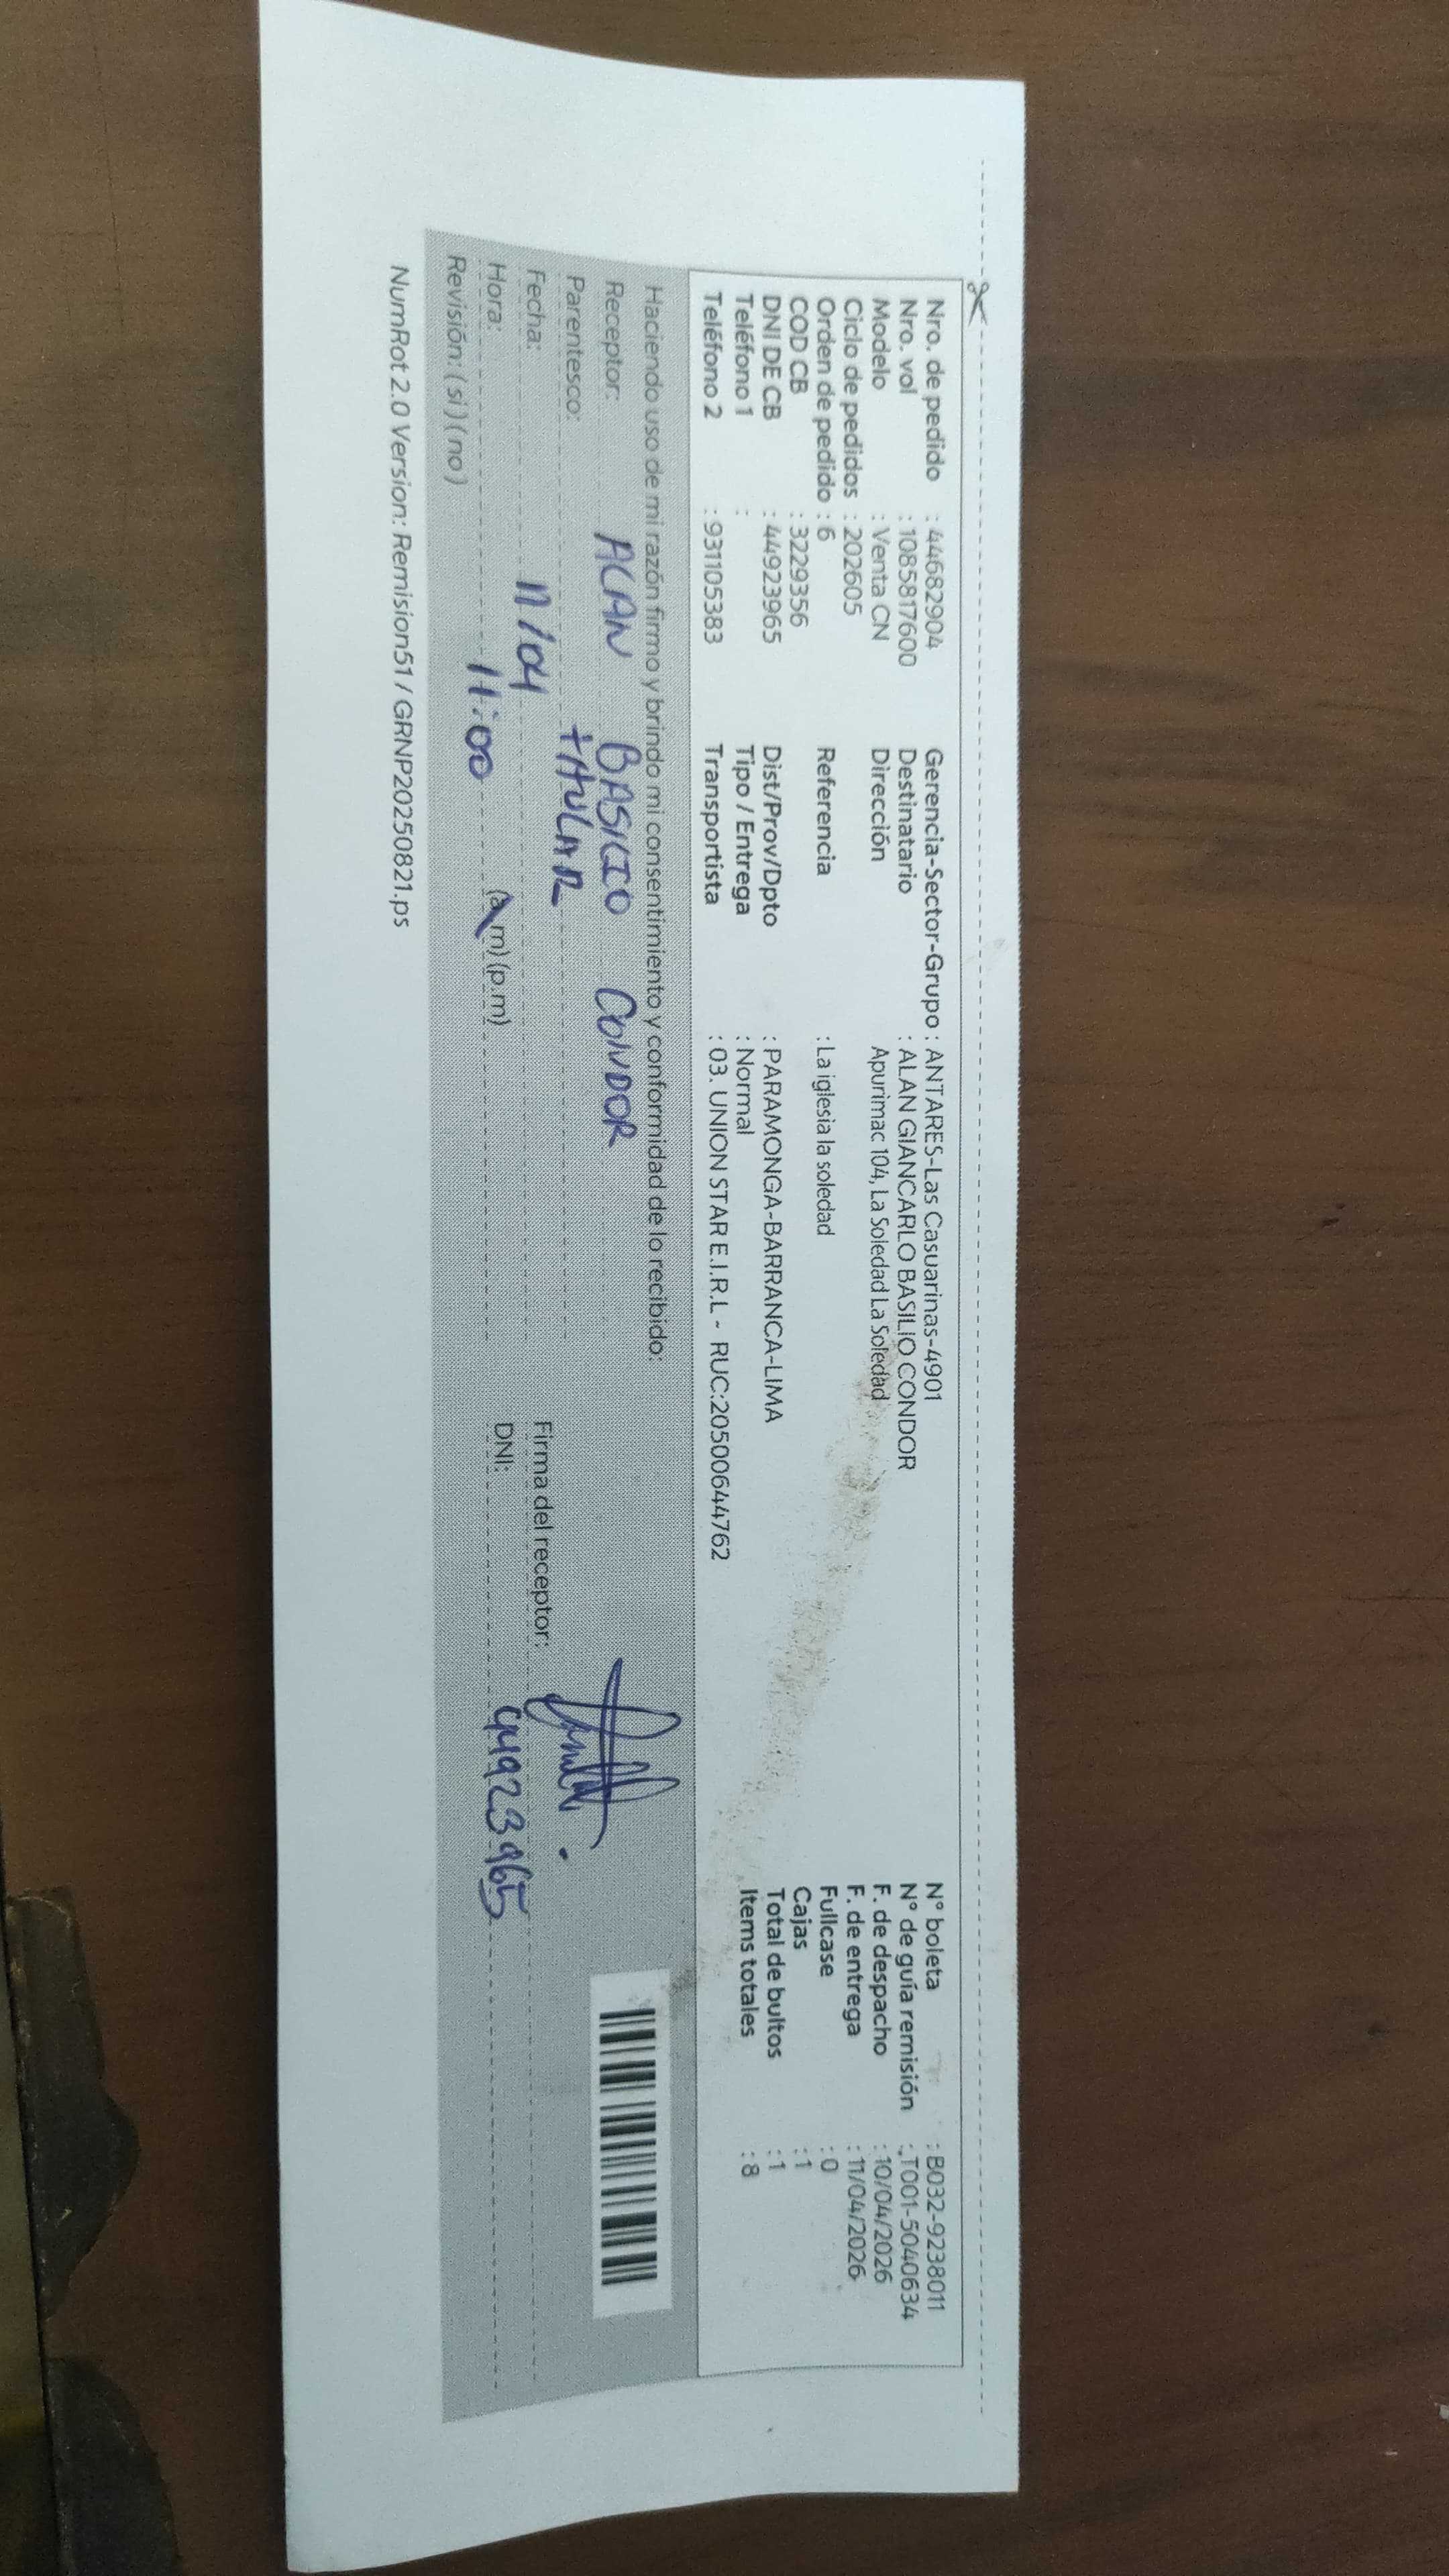 Nro. de pedido : 44682904 Gerencia-Sector-Grupo : ANTARES-Las Casuarinas-4901 N° boleta : B032-9238011
Nro. vol : 1085817600 Destinatario : ALAN GIANCARLO BASILIO CONDOR N° de guía remisión : T001-5040634
Modelo : Venta CN Dirección Apurimac 104, La Soledad La Soledad F. de despacho : 10/04/2026
Ciclo de pedidos : 202605 F. de entrega : 11/04/2026
Orden de pedido : 6 Referencia : La iglesia la soledad Fullcase : 0
COD CB : 3229356 Cajas : 1
DNI DE CB : 44923965 Dist/Prov/Dpto : PARAMONGA-BARRANCA-LIMA Total de bultos : 1
Teléfono 1 : Tipo / Entrega : Normal Items totales : 8
Teléfono 2 : 931105383 Transportista : 03. UNION STAR E.I.R.L - RUC:20500644762
Haciendo uso de mi razón firmo y brindo mi consentimiento y conformidad de lo recibido:
Receptor: ALAN BASILIO CONDOR
Parentesco: tITULAR
Fecha: 11/04 Firma del receptor:
Hora: 11:00 (a.m) (p.m) DNI: 44923965
Revisión: ( si ) ( no )
NumRot 2.0 Version: Remision51 / GRNP20250821.ps